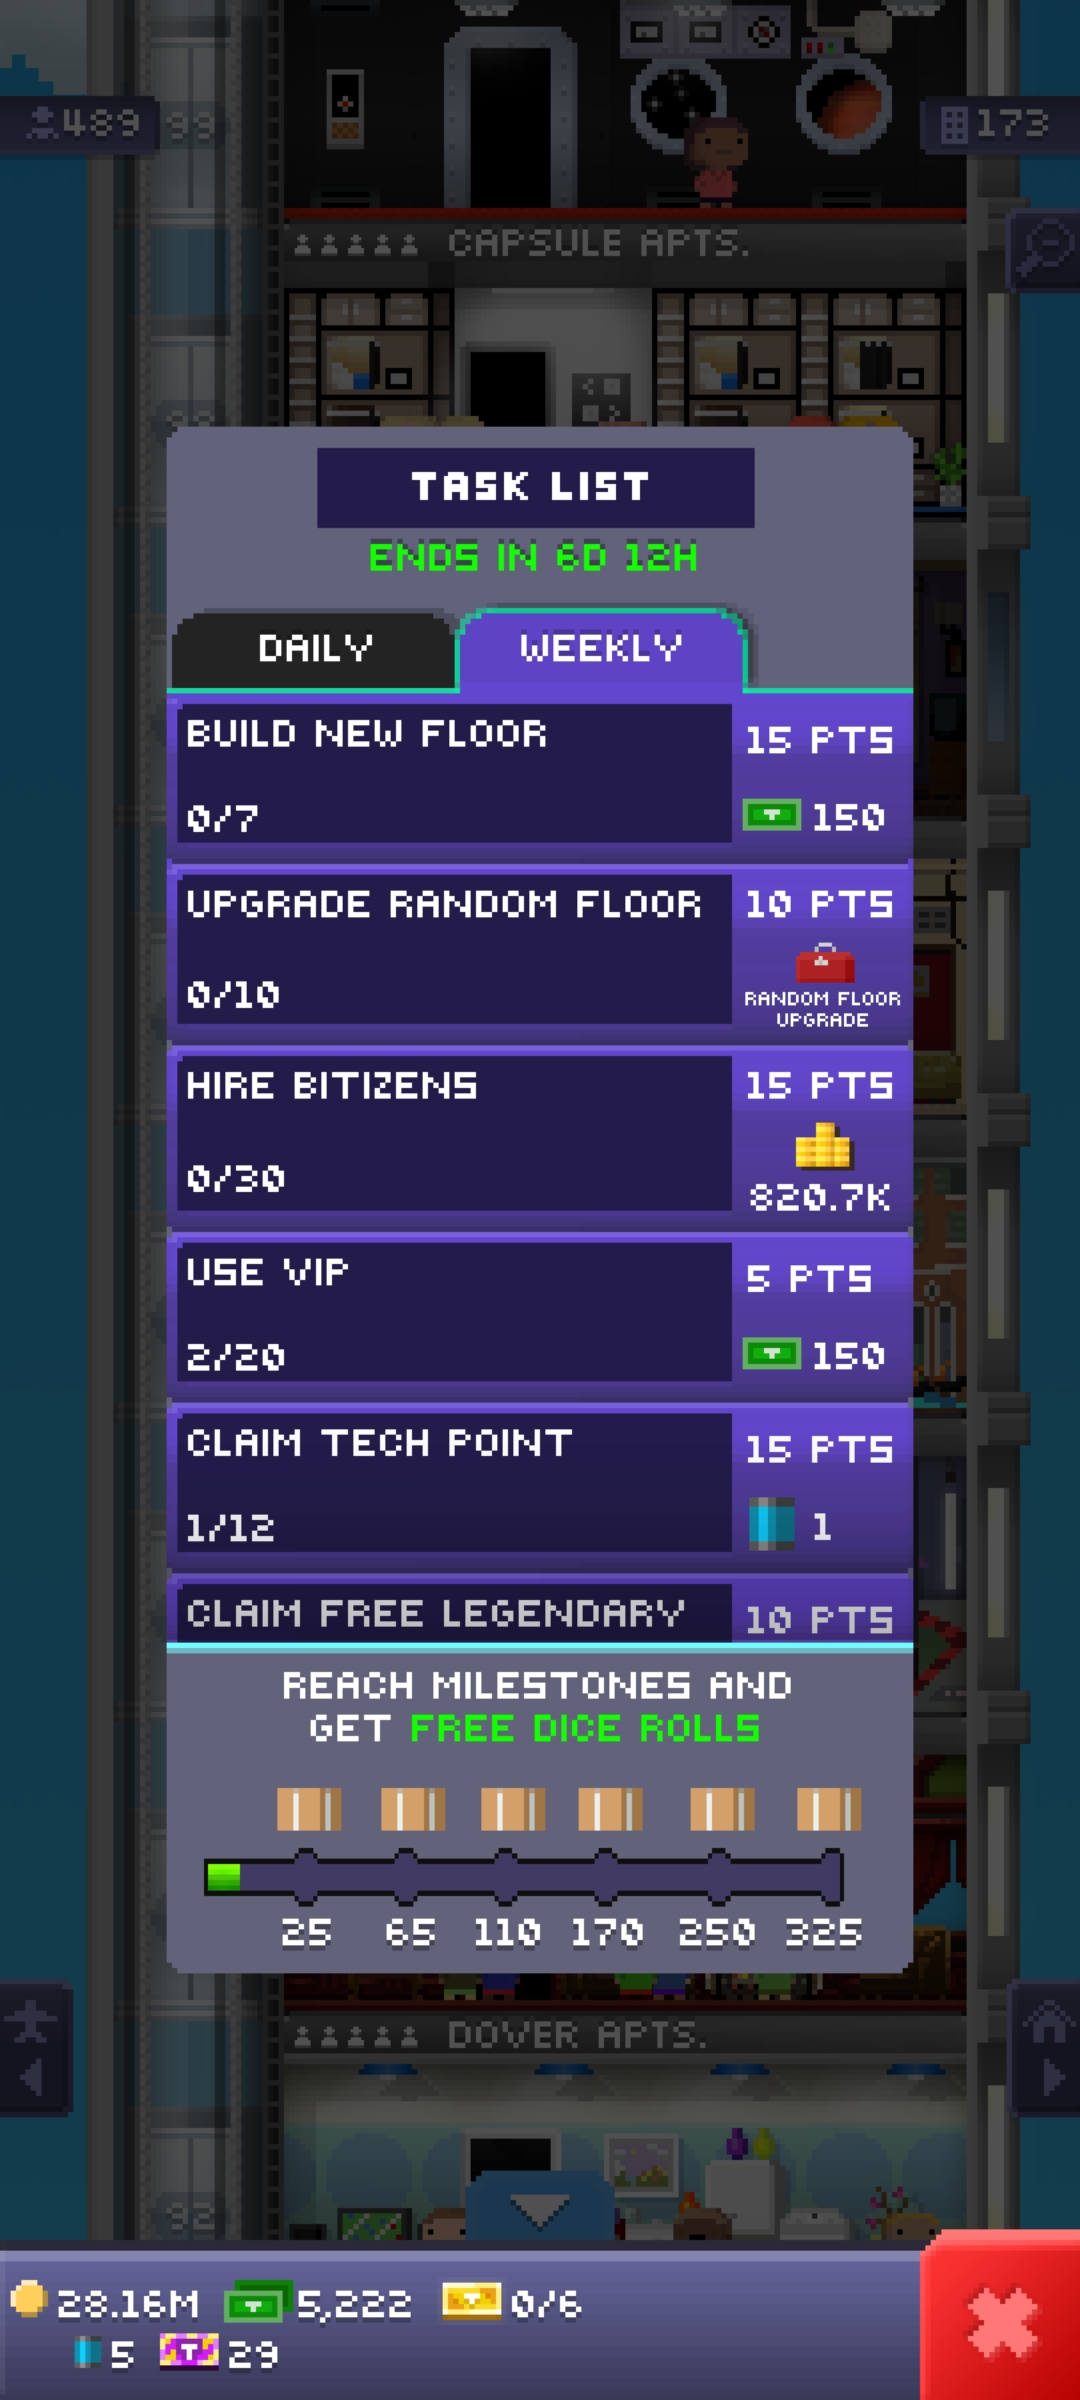 489
99
173
CAPSULE APTS.
TASK LIST
ENDS IN 6D 12H
DAILY
WEEKLY
BUILD NEW FLOOR
15 PTS
0/7
150
UPGRADE RANDOM FLOOR
10 PTS
0/10
RANDOM FLOOR
UPGRADE
HIRE BITIZENS
15 PTS
0/30
820.7K
USE VIP
5 PTS
2/20
150
CLAIM TECH POINT
15 PTS
1/12
1
CLAIM FREE LEGENDARY
10 PTS
REACH MILESTONES AND
GET FREE DICE ROLLS
25 65 110 170 250 325
DOVER APTS.
92
28.16M 5,222 0/6
5 29